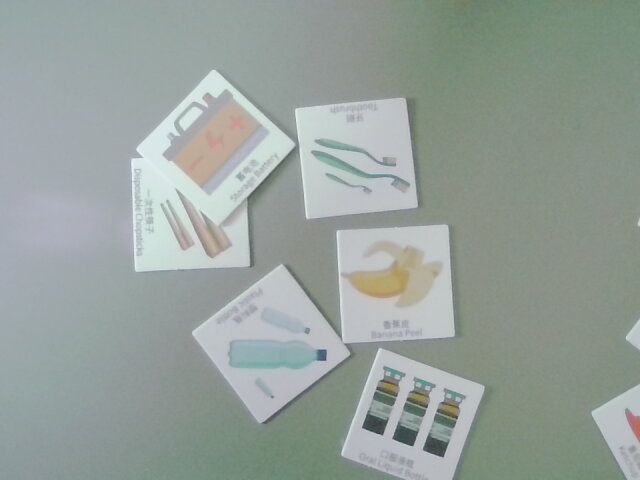 蓄电池
Storage Battery
牙刷
Toothbrush
一次性筷子
Disposable Chopsticks
香蕉皮
Banana Peel
塑料瓶
Plastic Bottle
口服液瓶
Oral Liquid Bottle